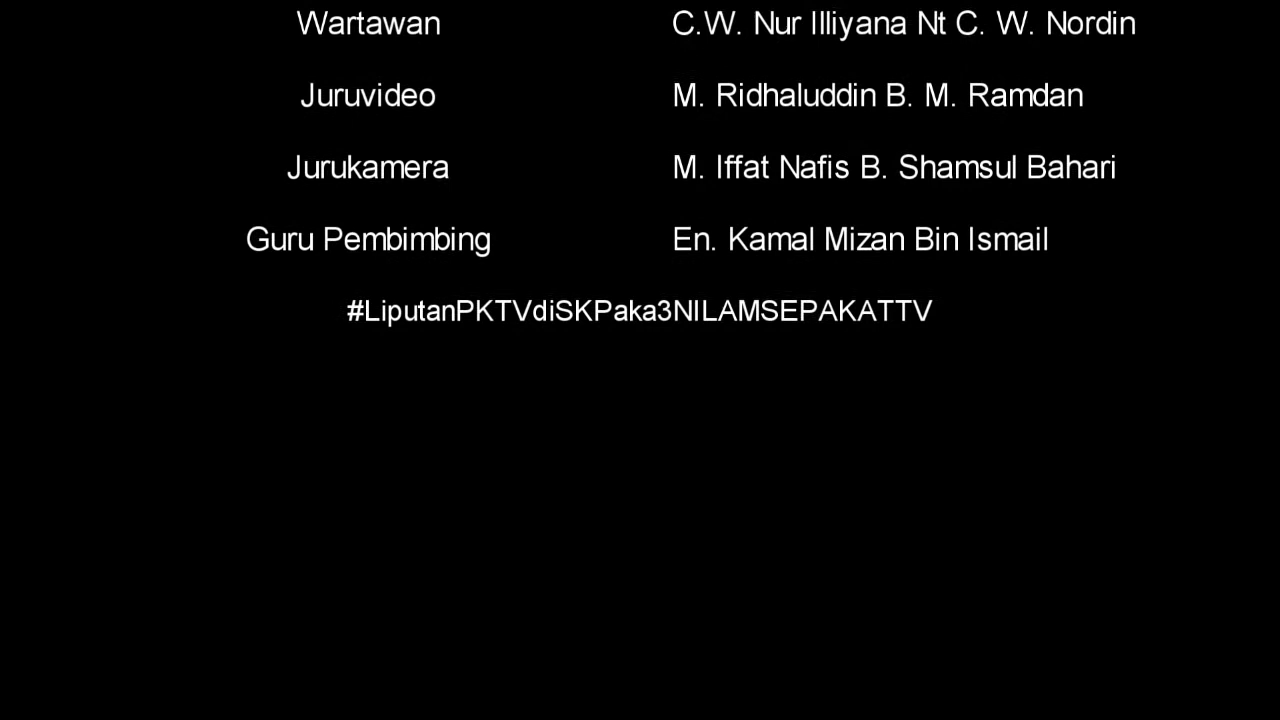 Wartawan C.W. Nur Illiyana Nt C. W. Nordin
Juruvideo M. Ridhaluddin B. M. Ramdan
Jurukamera M. Iffat Nafis B. Shamsul Bahari
Guru Pembimbing En. Kamal Mizan Bin Ismail
#LiputanPKTVdiSKPaka3NILAMSEPAKATTV